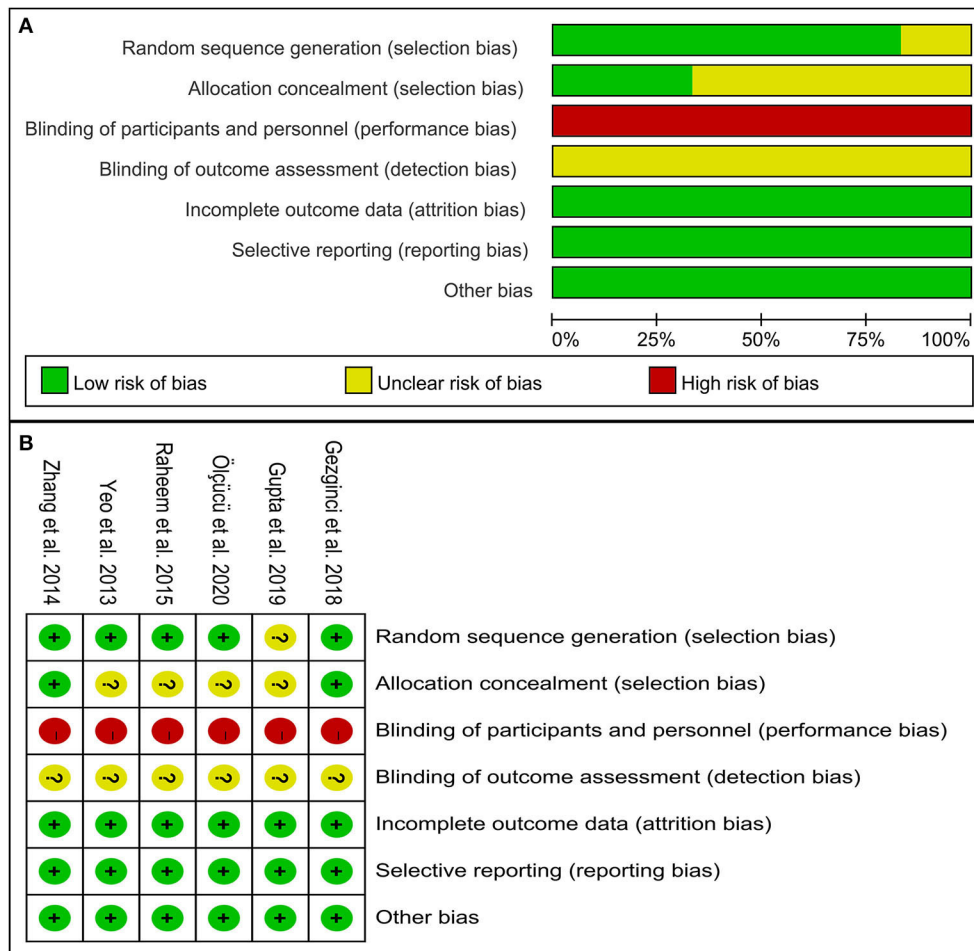 A
Random sequence generation (selection bias)
Allocation concealment (selection bias)
Blinding of participants and personnel (performance bias)
Blinding of outcome assessment (detection bias)
Incomplete outcome data (attrition bias)
Selective reporting (reporting bias)
Other bias
0% 25% 50% 75% 100%
Low risk of bias Unclear risk of bias High risk of bias
B
Zhang et al. 2014
Yeo et al. 2013
Raheem et al. 2015
Ölçücü et al. 2020
Gupta et al. 2019
Gezginci et al. 2018
+ + + + ? + Random sequence generation (selection bias)
+ ? ? ? ? + Allocation concealment (selection bias)
– – – – – – Blinding of participants and personnel (performance bias)
? ? ? ? ? ? Blinding of outcome assessment (detection bias)
+ + + + + + Incomplete outcome data (attrition bias)
+ + + + + + Selective reporting (reporting bias)
+ + + + + + Other bias